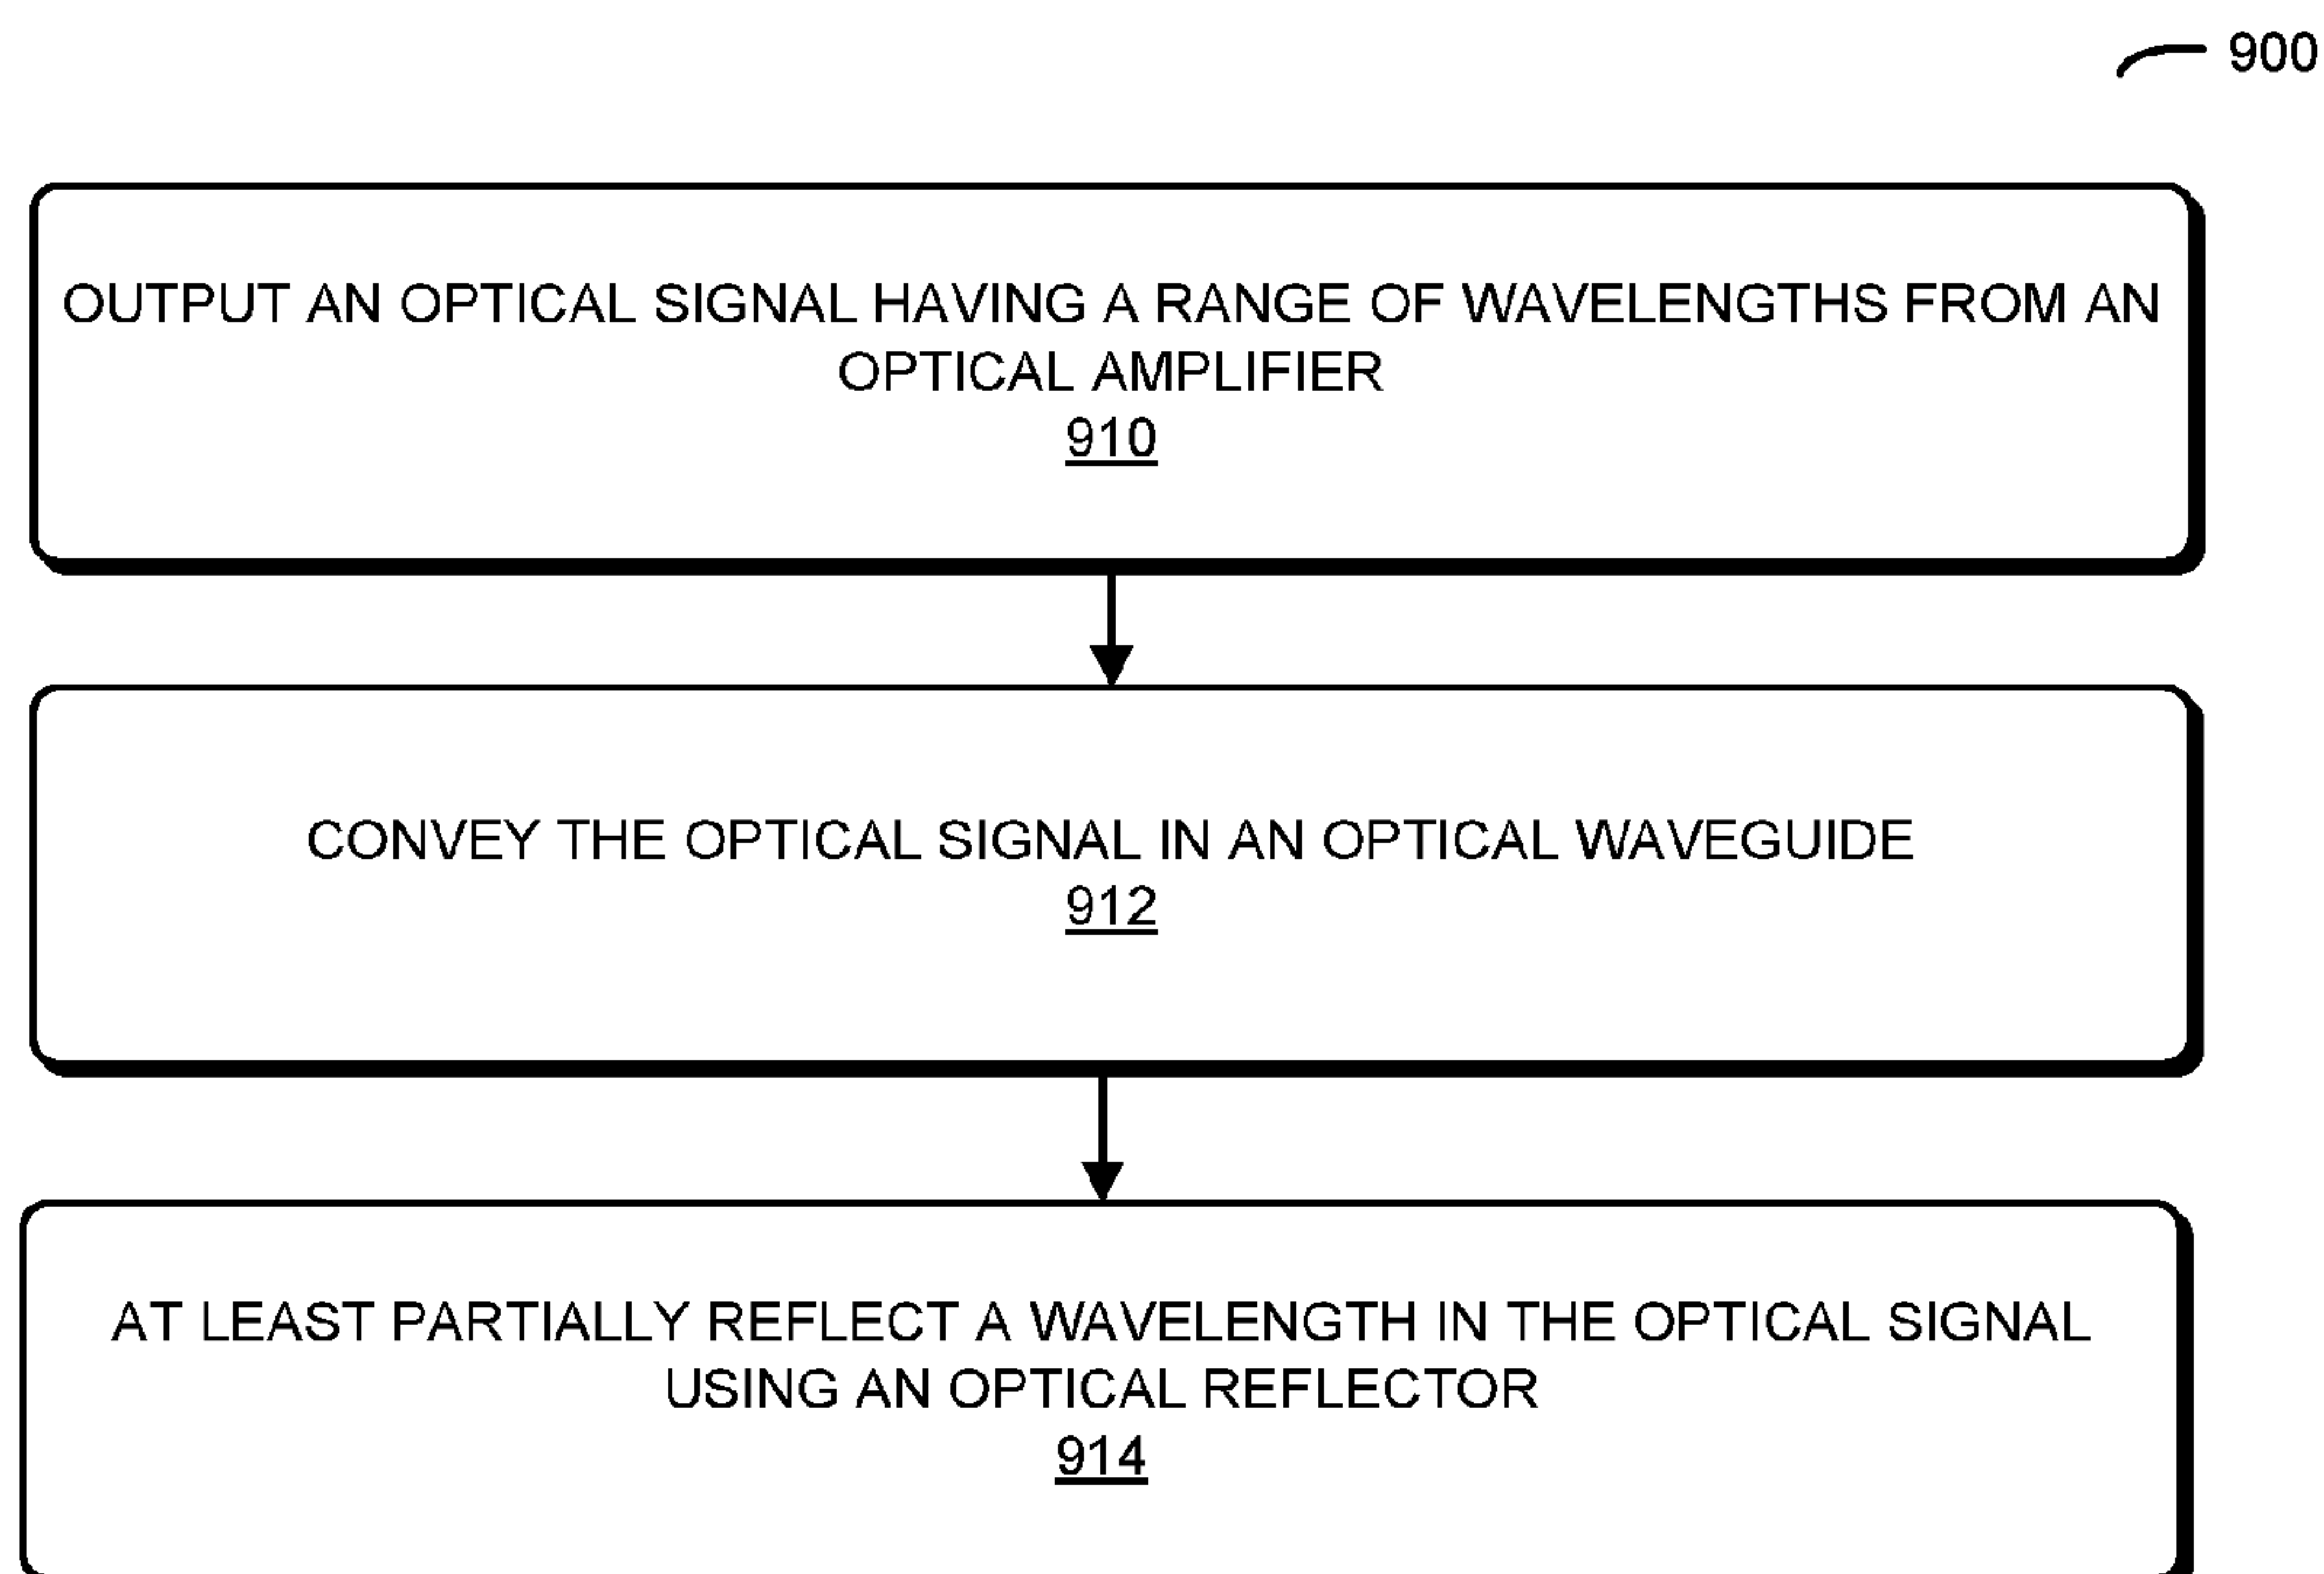 900
OUTPUT AN OPTICAL SIGNAL HAVING A RANGE OF WAVELENGTHS FROM AN
OPTICAL AMPLIFIER
910
CONVEY THE OPTICAL SIGNAL IN AN OPTICAL WAVEGUIDE
912
AT LEAST PARTIALLY REFLECT A WAVELENGTH IN THE OPTICAL SIGNAL
USING AN OPTICAL REFLECTOR
914